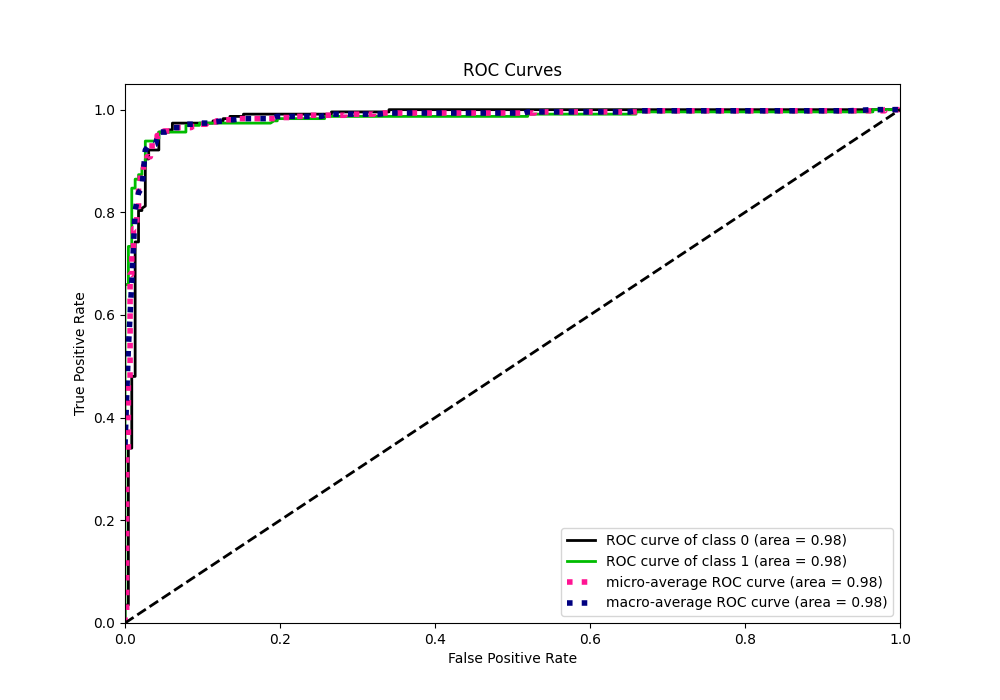 ROC Curves
True Positive Rate
1.0
0.8
0.6
0.4
0.2
0.0
0.0 0.2 0.4 0.6 0.8 1.0
False Positive Rate
ROC curve of class 0 (area = 0.98)
ROC curve of class 1 (area = 0.98)
micro-average ROC curve (area = 0.98)
macro-average ROC curve (area = 0.98)